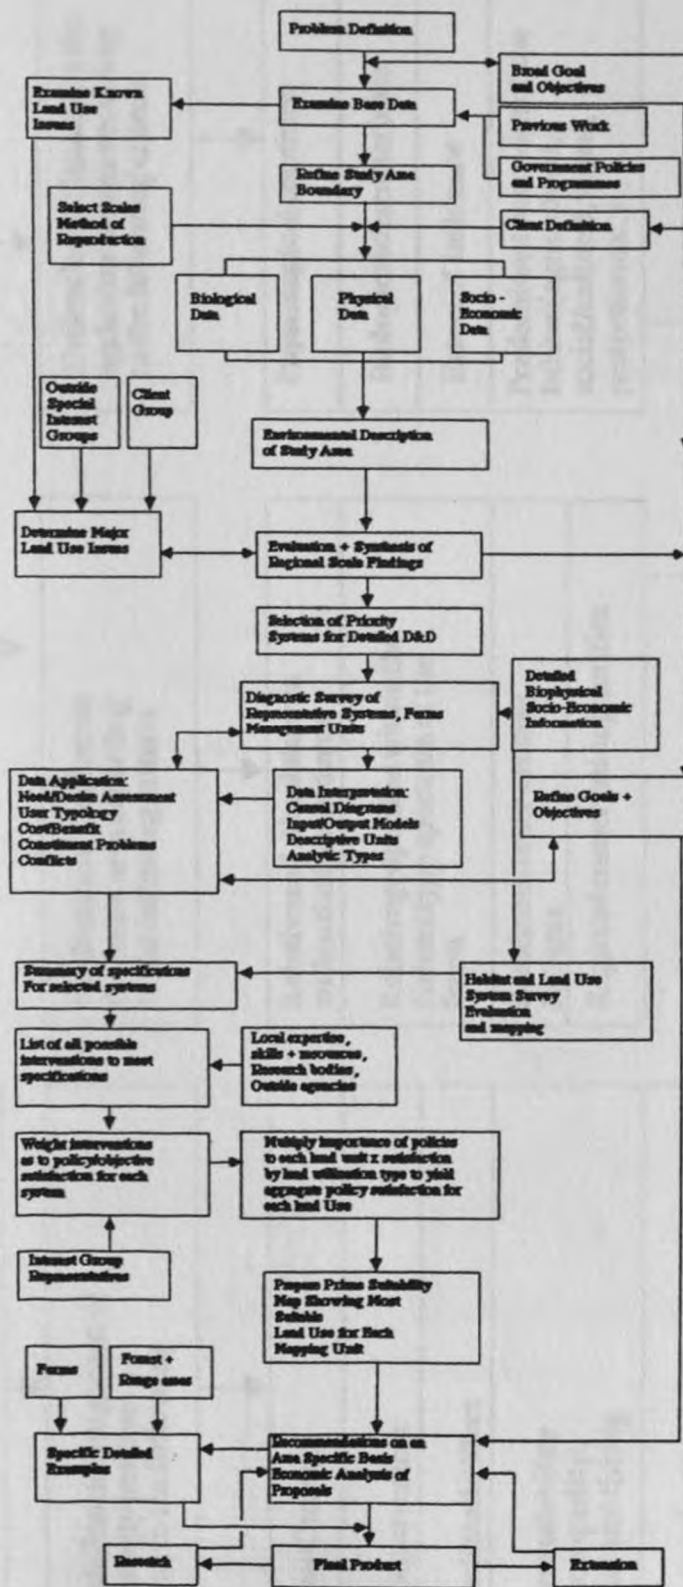 Problem Definition
Broad Goal
and Objectives
Examine Known
Land Use
Issues
Examine Base Data
Previous Work
Government Policies
and Programmes
Refine Study Area
Boundary
Select Scales
Method of
Reproduction
Client Definition
Biological
Data
Physical
Data
Socio -
Economic
Data
Outside
Special
Interest
Groups
Client
Group
Environmental Description
of Study Area
Determine Major
Land Use Issues
Evaluation + Synthesis of
Regional Scale Findings
Selection of Priority
Systems for Detailed D&D
Diagnostic Survey of
Representative Systems, Farms
Management Units
Detailed
Biophysical
Socio-Economic
Information
Data Application:
Need/Desire Assessment
User Typology
Cost/Benefit
Constituent Problems
Conflicts
Data Interpretation:
Causal Diagrams
Input/Output Models
Descriptive Units
Analytic Types
Refine Goals +
Objectives
Summary of specifications
For selected systems
Habitat and Land Use
System Survey
Evaluation
and mapping
List of all possible
interventions to meet
specifications
Local expertise,
skills + resources,
Research bodies,
Outside agencies
Weight interventions
as to policy/objective
satisfaction for each
system
Multiply importance of policies
to each land unit x satisfaction
by land utilization type to yield
aggregate policy satisfaction for
each land Use
Interest Group
Representatives
Prepare Prime Suitability
Map Showing Most
Suitable
Land Use for Each
Mapping Unit
Farms
Forest +
Range areas
Specific Detailed
Examples
Recommendations on an
Area Specific Basis
Economic Analysis of
Proposals
Research
Final Product
Extension